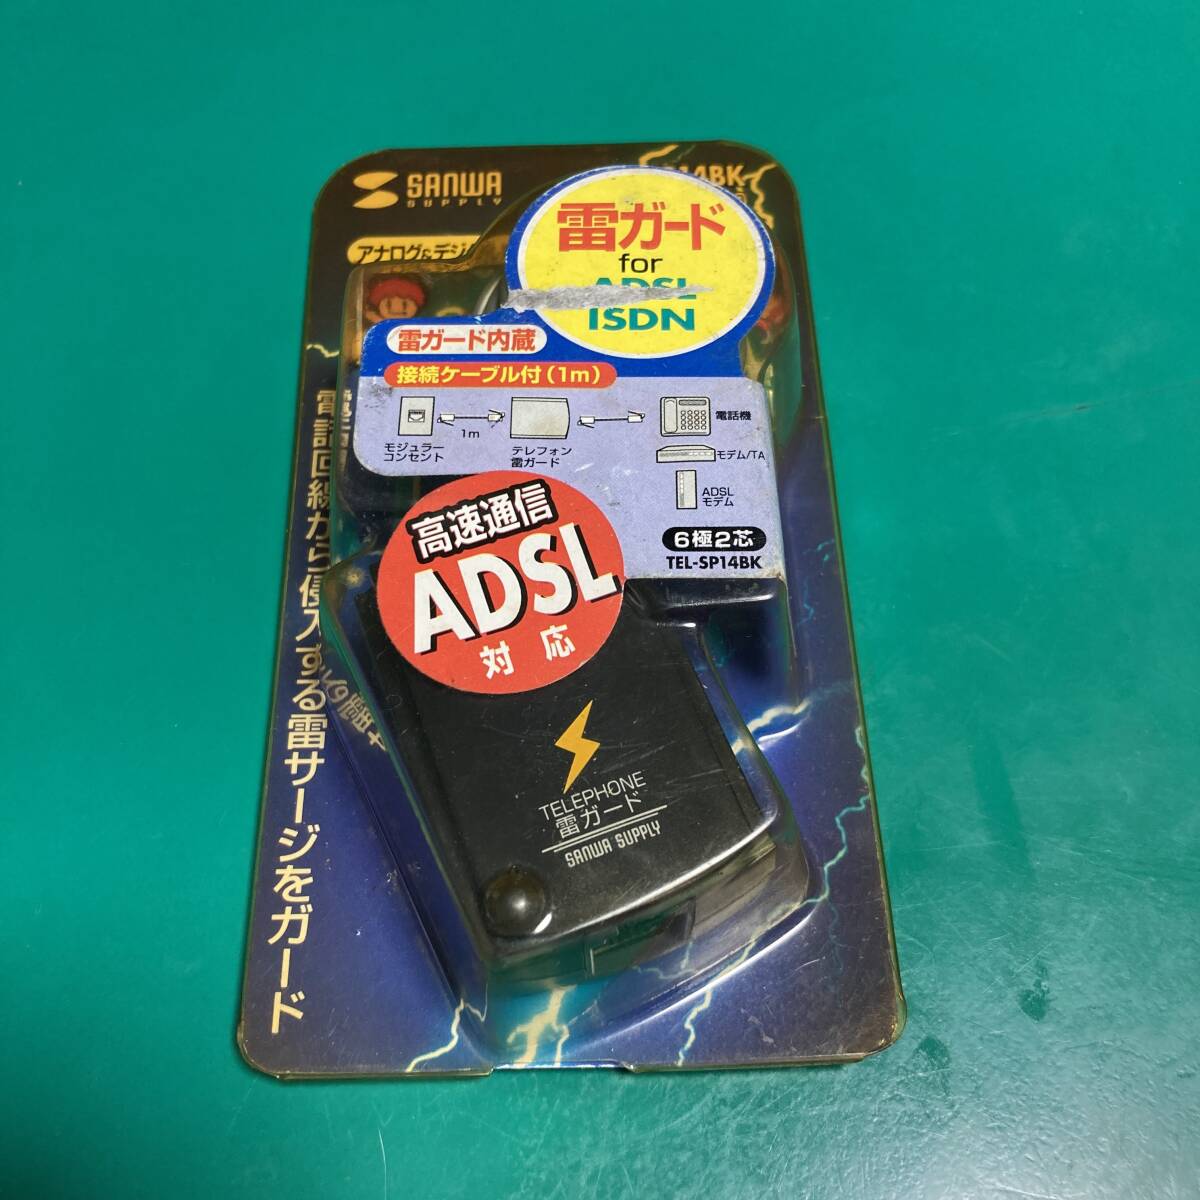 SANWA
SUPPLY
14BK
アナログ&デジタ
雷ガード
for
ADSL
ISDN
雷ガード内蔵
接続ケーブル付(1m)
1m
モジュラー
コンセント
テレフォン
雷ガード
電話機
モデム/TA
ADSL
モデム
6極2芯
TEL-SP14BK
高速通信
ADSL
対応
電話回線から侵入する雷サージをガード
TELEPHONE
雷ガード
SANWA SUPPLY